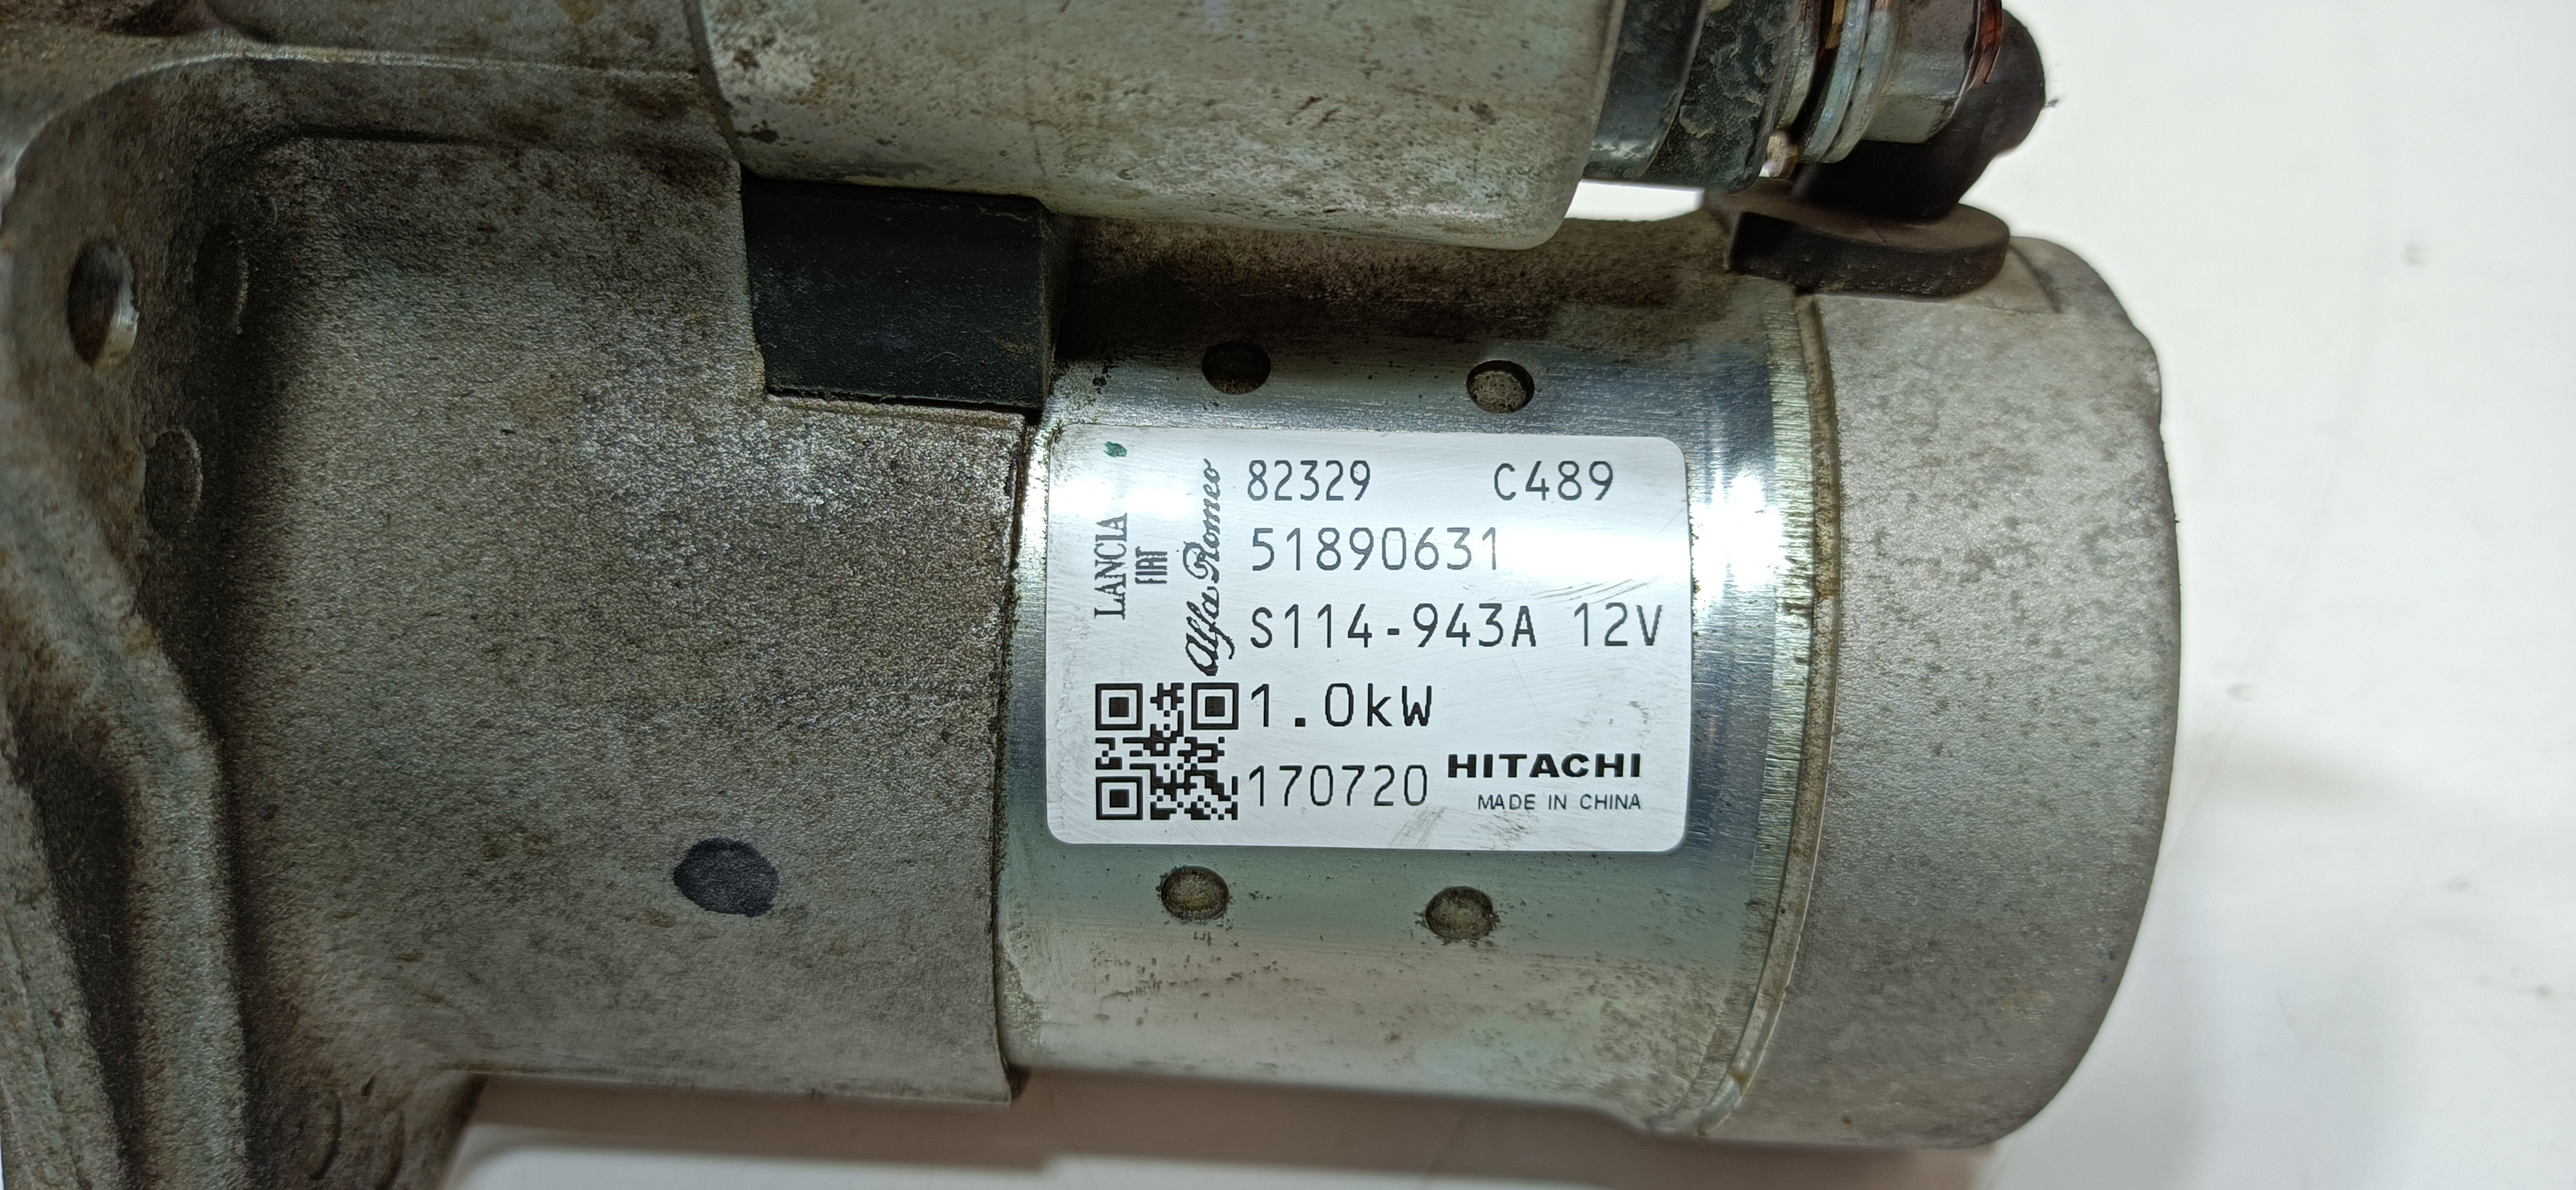 LANCIA
FIAT
Alfa Romeo
82329 C489
51890631
S114-943A 12V
1.0kW
170720 HITACHI
MADE IN CHINA